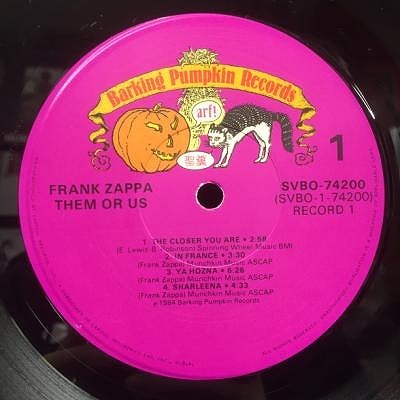 Barking Pumpkin Records
arf!
聖糞
1
FRANK ZAPPA
THEM OR US
SVBO-74200
(SVBO-1-74200)
RECORD 1
1. THE CLOSER YOU ARE • 2:58
(E. Lewis-B. Robinson) Spinning Wheel Music BMI
2. IN FRANCE • 3:30
(Frank Zappa) Munchkin Music ASCAP
3. YA HOZNA • 6:26
(Frank Zappa) Munchkin Music ASCAP
4. SHARLEENA • 4:33
(Frank Zappa) Munchkin Music ASCAP
℗ 1984 Barking Pumpkin Records